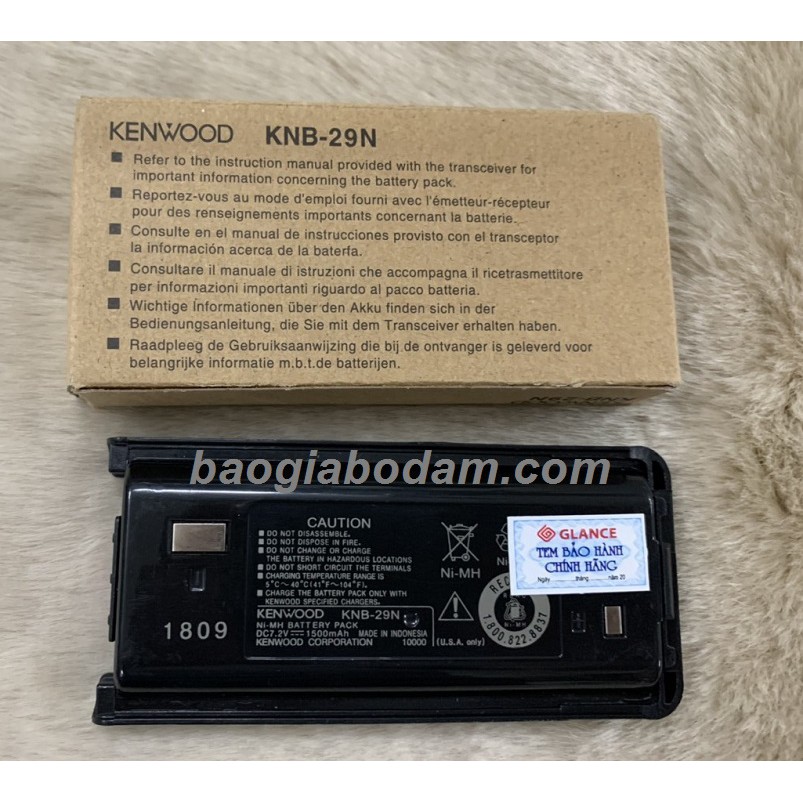 KENWOOD KNB-29N
■ Refer to the instruction manual provided with the transceiver for
important information concerning the battery pack.
■ Reportez-vous au mode d'emploi fourni avec l'émetteur-récepteur
pour des renseignements importants concernant la batterie.
■ Consulte en el manual de instrucciones provisto con el transceptor
la información acerca de la batería.
■ Consultare il manuale di istruzioni che accompagna il ricetrasmettitore
per informazioni importanti riguardo al pacco batteria.
■ Wichtige Informationen über den Akku finden sich in der
Bedienungsanleitung, die Sie mit dem Transceiver erhalten haben.
■ Raadpleeg de Gebruiksaanwijzing die bij de ontvanger is geleverd voor
belangrijke informatie m.b.t.de batterijen.
KNB-29N
baogiabodam.com
CAUTION
■ DO NOT DISASSEMBLE.
■ DO NOT DISPOSE IN FIRE.
■ DO NOT CHANGE OR CHARGE
THE BATTERY IN HAZARDOUS LOCATIONS
■ DO NOT SHORT CIRCUIT THE TERMINALS
■ CHARGING TEMPERATURE RANGE IS
5°C～40°C(41°F～104°F).
■ CHARGE THE BATTERY PACK ONLY WITH
KENWOOD SPECIFIED CHARGERS.
KENWOOD KNB-29N
Ni-MH BATTERY PACK
DC7.2V 1500mAh MADE IN INDONESIA
KENWOOD CORPORATION 10000
Ni-MH
(U.S.A. only)
Ni-MH
1.800.822.8837
GLANCE
TEM BẢO HÀNH
CHÍNH HÃNG
Ngày tháng năm 20
1809
+